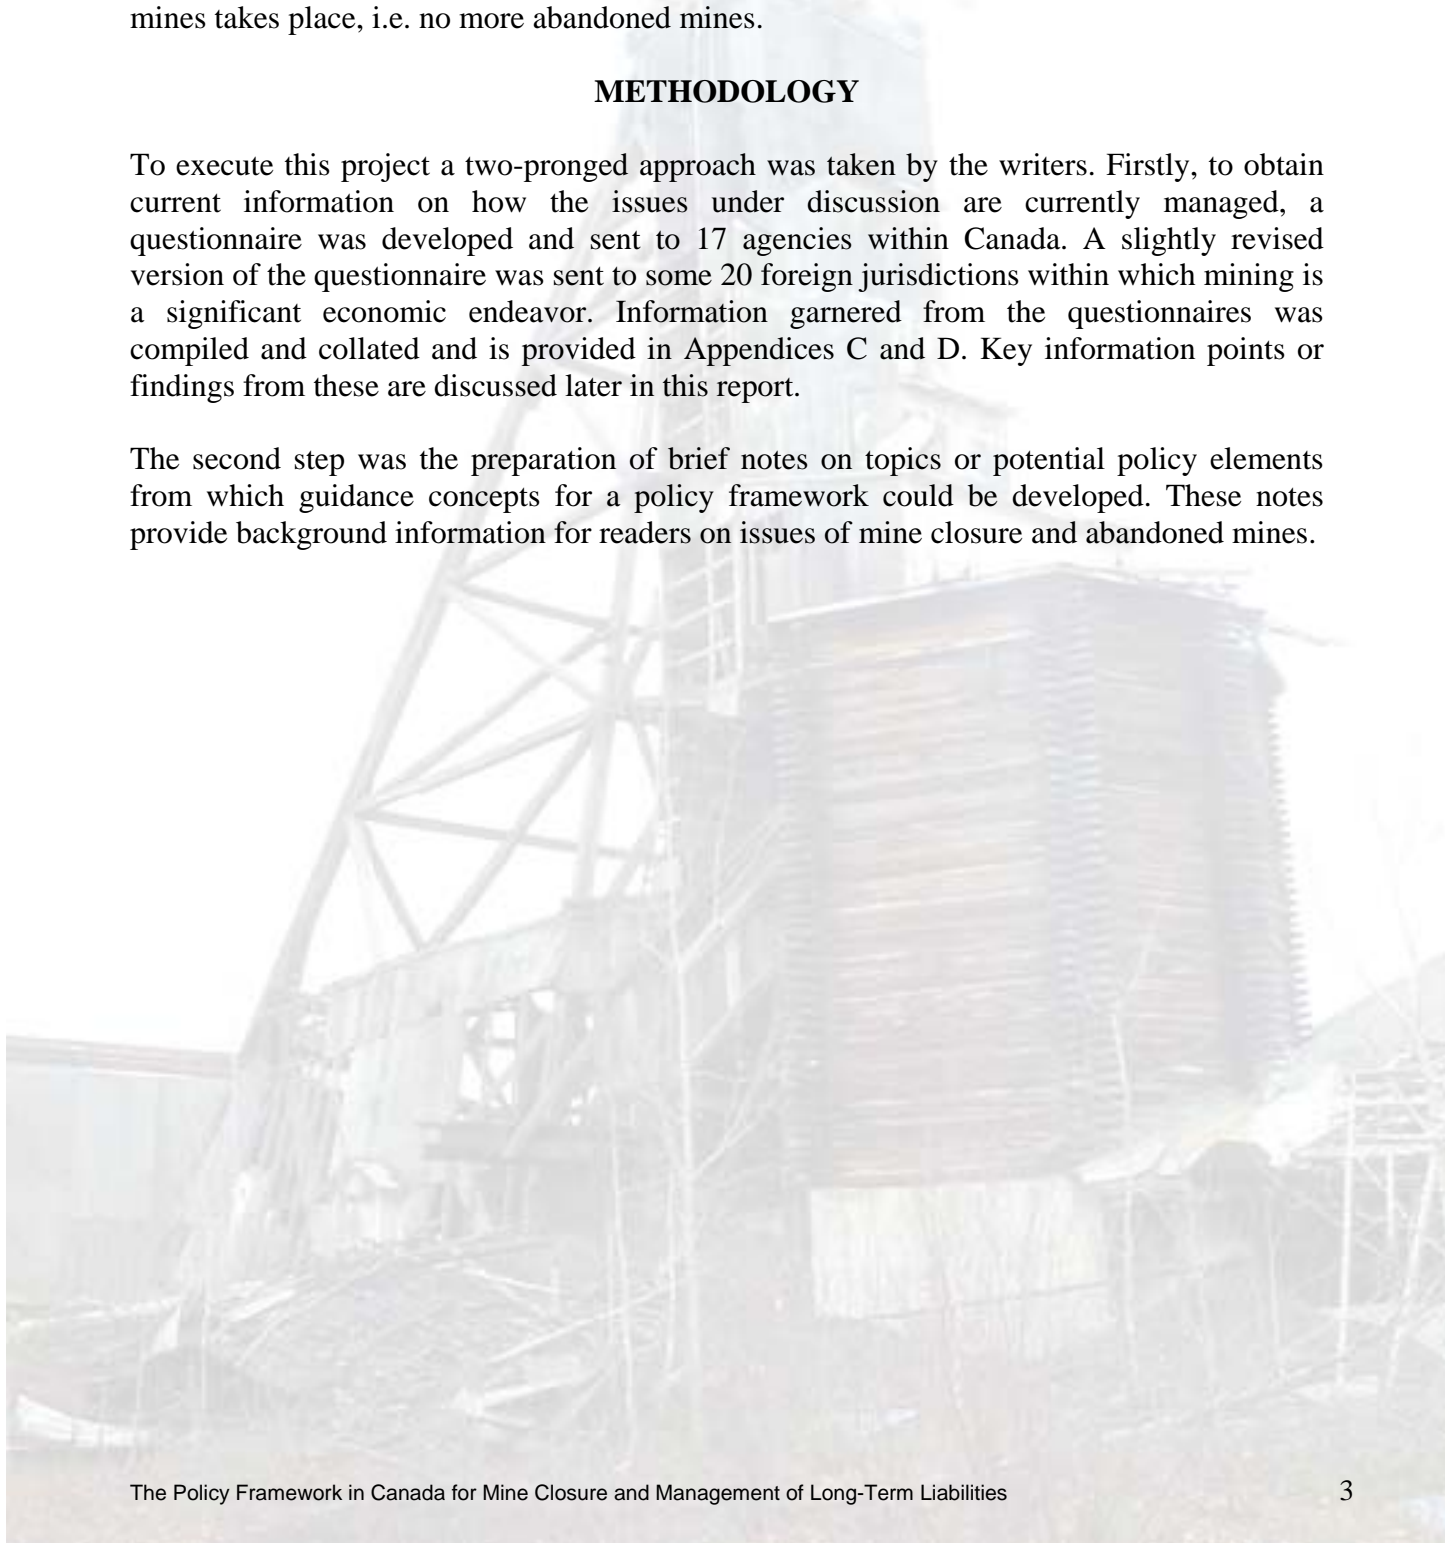 mines takes place, i.e. no more abandoned mines.
METHODOLOGY
To execute this project a two-pronged approach was taken by the writers. Firstly, to obtain
current information on how the issues under discussion are currently managed, a
questionnaire was developed and sent to 17 agencies within Canada. A slightly revised
version of the questionnaire was sent to some 20 foreign jurisdictions within which mining is
a significant economic endeavor. Information garnered from the questionnaires was
compiled and collated and is provided in Appendices C and D. Key information points or
findings from these are discussed later in this report.
The second step was the preparation of brief notes on topics or potential policy elements
from which guidance concepts for a policy framework could be developed. These notes
provide background information for readers on issues of mine closure and abandoned mines.
The Policy Framework in Canada for Mine Closure and Management of Long-Term Liabilities 3